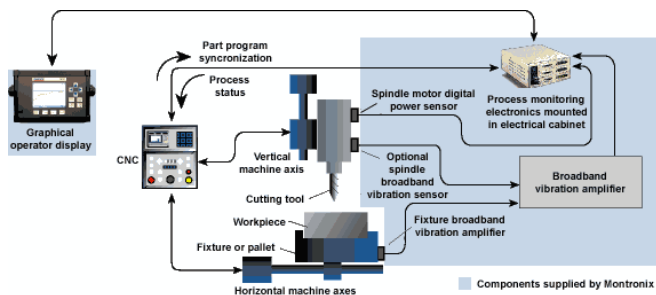 Part program
syncronization
Process
status
Graphical
operator display
CNC
Vertical
machine axis
Cutting tool
Workpiece
Fixture or pallet
Horizontal machine axes
Spindle motor digital
power sensor
Optional
spindle
broadband
vibration sensor
Fixture broadband
vibration amplifier
Process monitoring
electronics mounted
in electrical cabinet
Broadband
vibration amplifier
Components supplied by Montronix